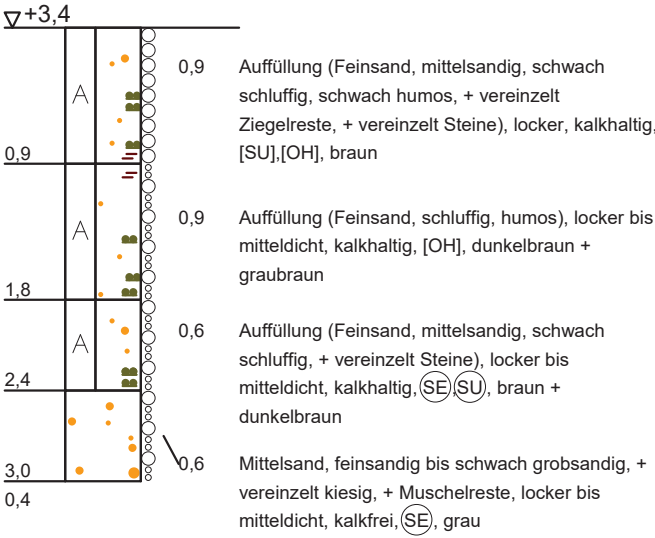 +3,4
A
0,9
0,9
Auffüllung (Feinsand, mittelsandig, schwach
schluffig, schwach humos, + vereinzelt
Ziegelreste, + vereinzelt Steine), locker, kalkhaltig,
[SU],[OH], braun
A
1,8
0,9
Auffüllung (Feinsand, schluffig, humos), locker bis
mitteldicht, kalkhaltig, [OH], dunkelbraun +
graubraun
A
2,4
0,6
Auffüllung (Feinsand, mittelsandig, schwach
schluffig, + vereinzelt Steine), locker bis
mitteldicht, kalkhaltig, SE, SU, braun +
dunkelbraun
3,0
0,4
0,6
Mittelsand, feinsandig bis schwach grobsandig, +
vereinzelt kiesig, + Muschelreste, locker bis
mitteldicht, kalkfrei, SE, grau